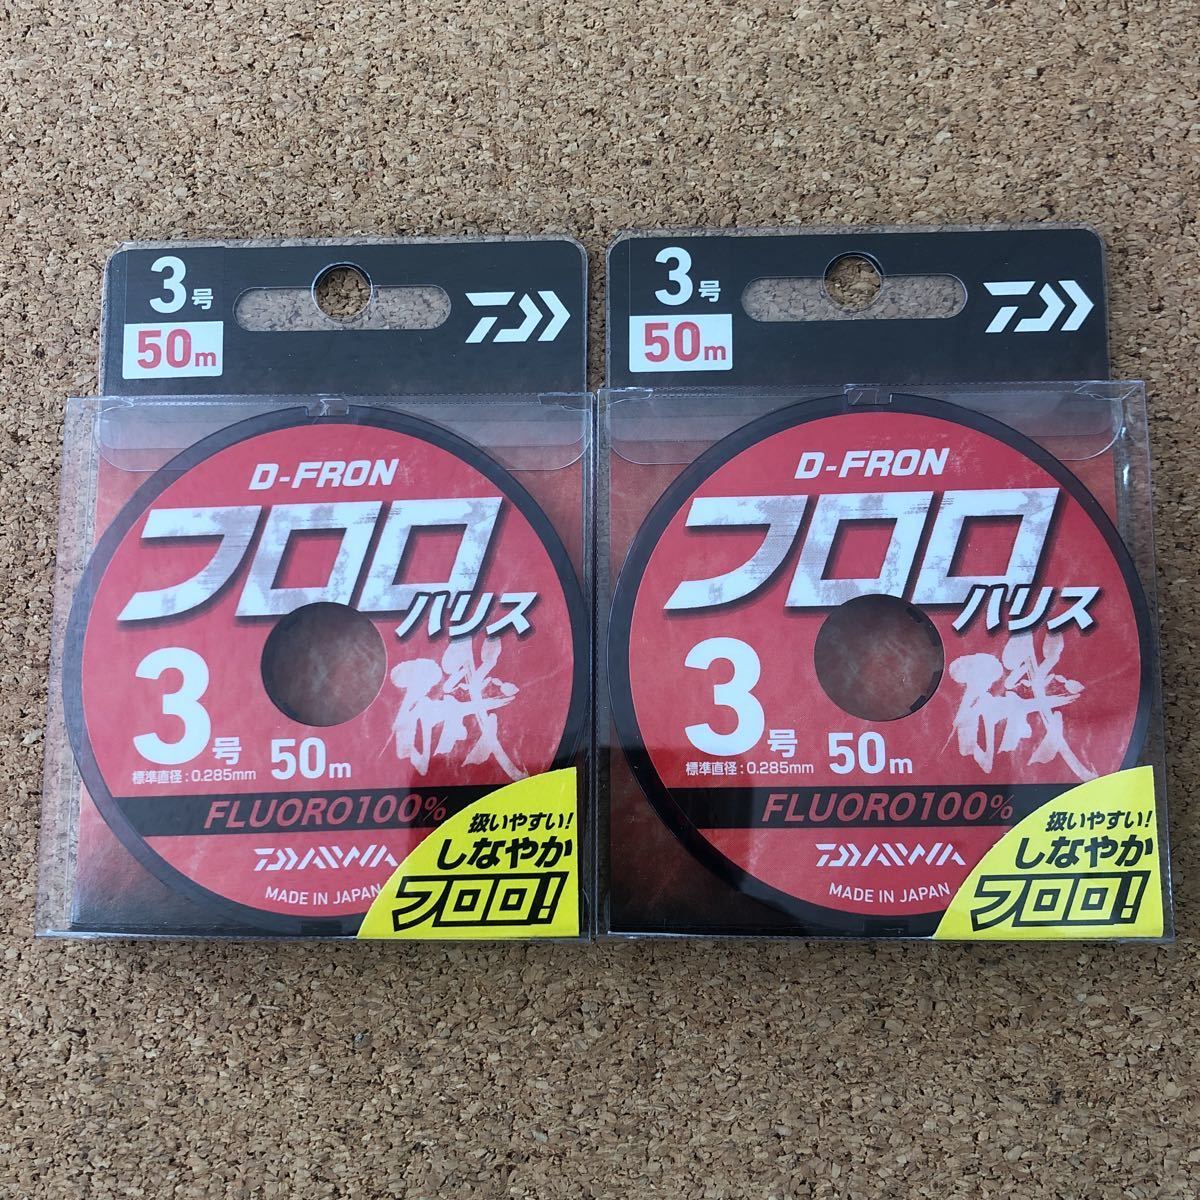 3号
50m
D-FRON
フロロ
ハリス
磯
3号
50m
標準直径:0.285mm
FLUORO100%
DAIWA
MADE IN JAPAN
扱いやすい!
しなやか
フロロ!
3号
50m
D-FRON
フロロ
ハリス
磯
3号
50m
標準直径:0.285mm
FLUORO100%
DAIWA
MADE IN JAPAN
扱いやすい!
しなやか
フロロ!